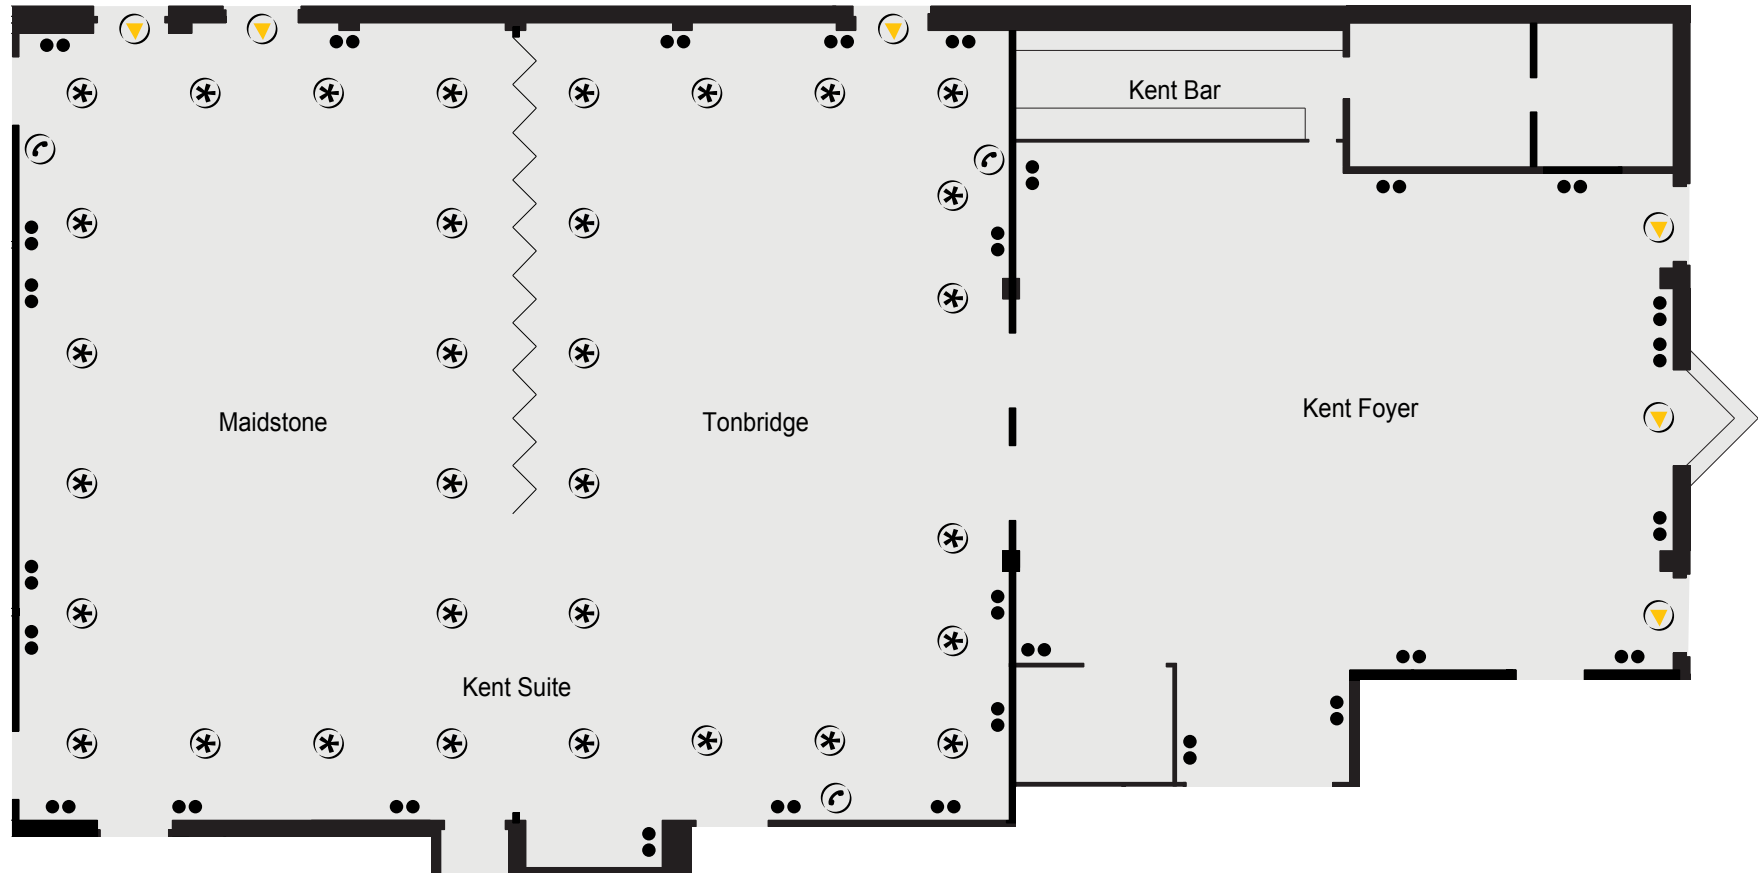 Kent Bar
Maidstone
Tonbridge
Kent Foyer
Kent Suite